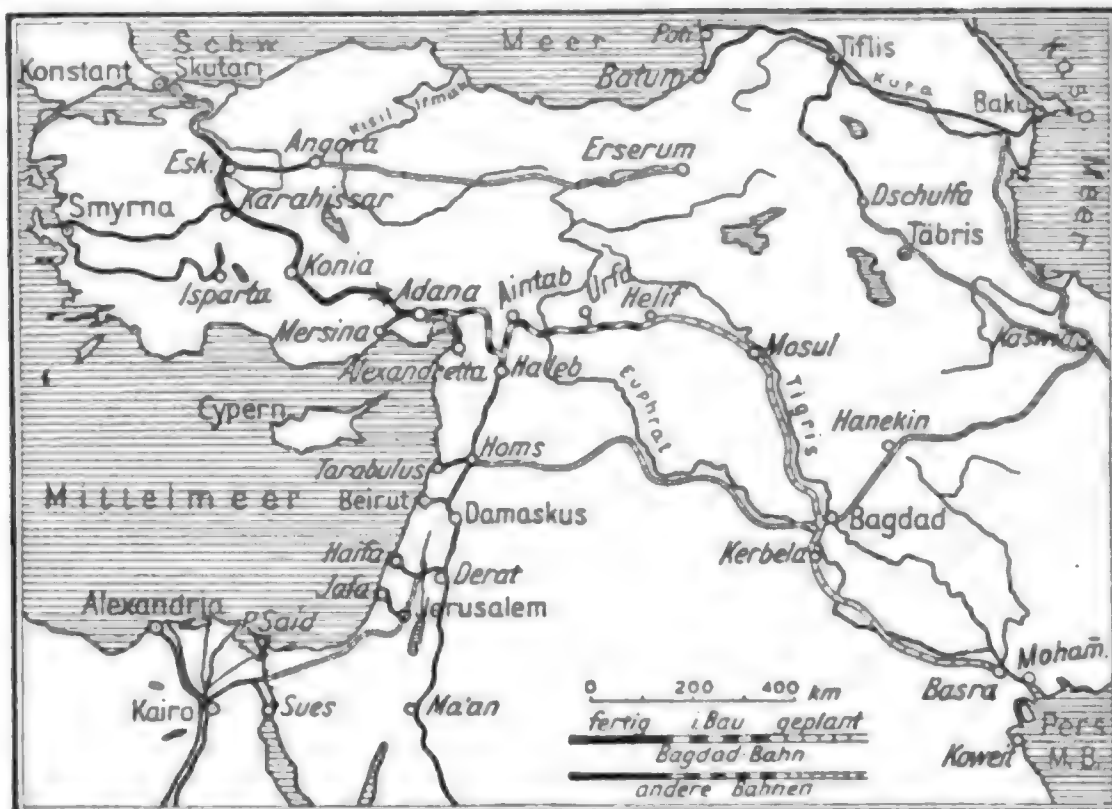 Schw. Meer
Konstant
Skutari
Poti
Batum
Tiflis
Kura
Baku
Kasp. Meer
Kisil Irmak
Angora
Esk.
Erserum
Karahissar
Smyrna
Dschulfa
Täbris
Konia
Isparta
Adana
Aintab
Urfa
Helif
Mersina
Mosul
Kaswin
Alexandretta
Haleb
Cypern
Euphrat
Tigris
Hanekin
Homs
Tarabulus
Mittelmeer
Beirut
Damaskus
Bagdad
Haifa
Derat
Kerbela
Jafa
Jerusalem
Alexandria
P. Said
Moham̄.
Basra
Kairo
Sues
Ma'an
0 200 400 km
fertig i. Bau geplant
Bagdad-Bahn
andere Bahnen
Koweit
Pers.
M.B.